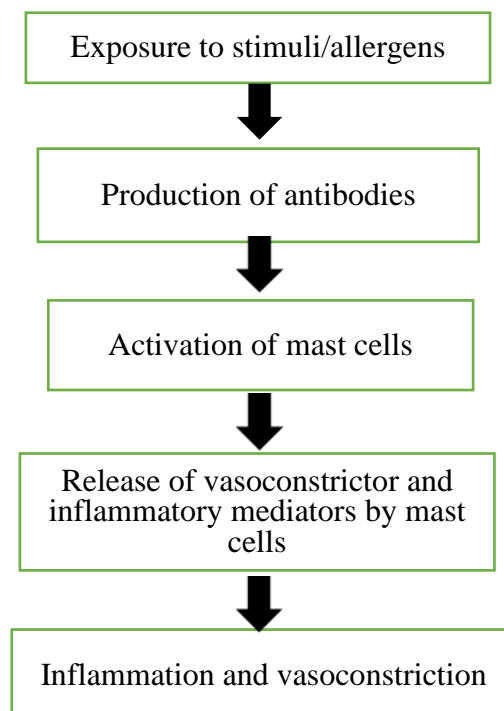 Exposure to stimuli/allergens
Production of antibodies
Activation of mast cells
Release of vasoconstrictor and
inflammatory mediators by mast
cells
Inflammation and vasoconstriction